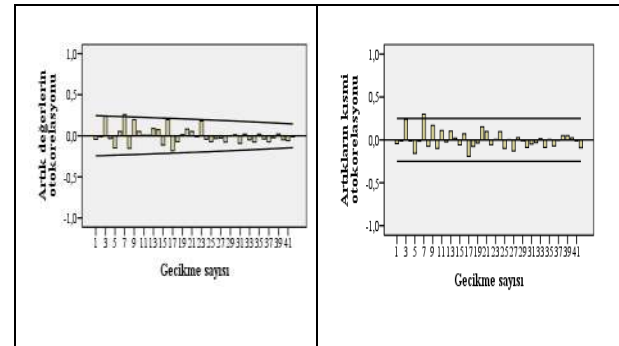 Artık değerlerin
otokorelasyonu
1,0
0,5
0,0
-0,5
-1,0
1 3 5 7 9 11 13 15 17 19 21 23 25 27 29 31 33 35 37 39 41
Gecikme sayısı
Artıkların kısmi
otokorelasyonu
1,0
0,5
0,0
-0,5
-1,0
1 3 5 7 9 11 13 15 17 19 21 23 25 27 29 31 33 35 37 39 41
Gecikme sayısı